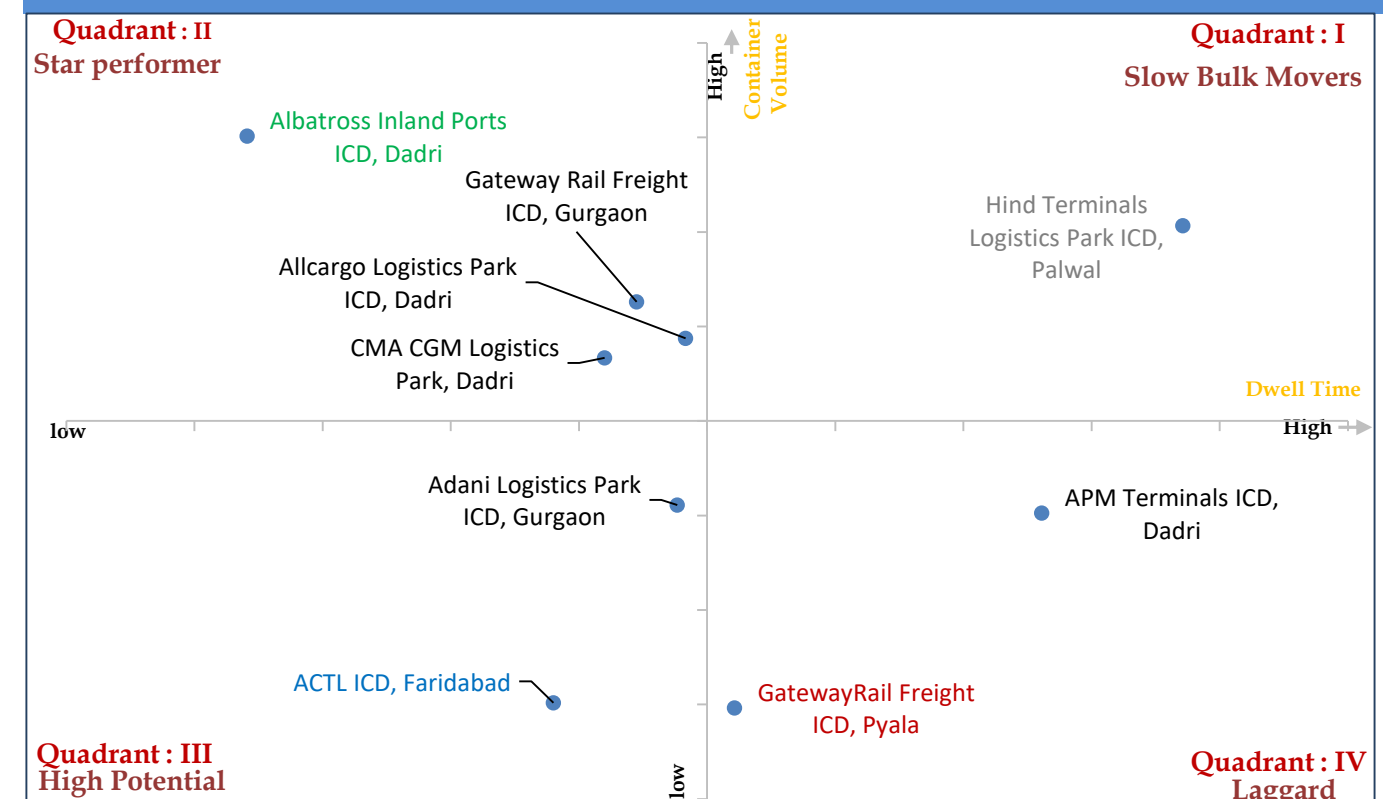 Quadrant : II
Star performer
Quadrant : I
Slow Bulk Movers
High
Container
Volume
Albatross Inland Ports
ICD, Dadri
Gateway Rail Freight
ICD, Gurgaon
Hind Terminals
Logistics Park ICD,
Palwal
Allcargo Logistics Park
ICD, Dadri
CMA CGM Logistics
Park, Dadri
Dwell Time
low
High
Adani Logistics Park
ICD, Gurgaon
APM Terminals ICD,
Dadri
ACTL ICD, Faridabad
GatewayRail Freight
ICD, Pyala
Quadrant : III
High Potential
low
Quadrant : IV
Laggard